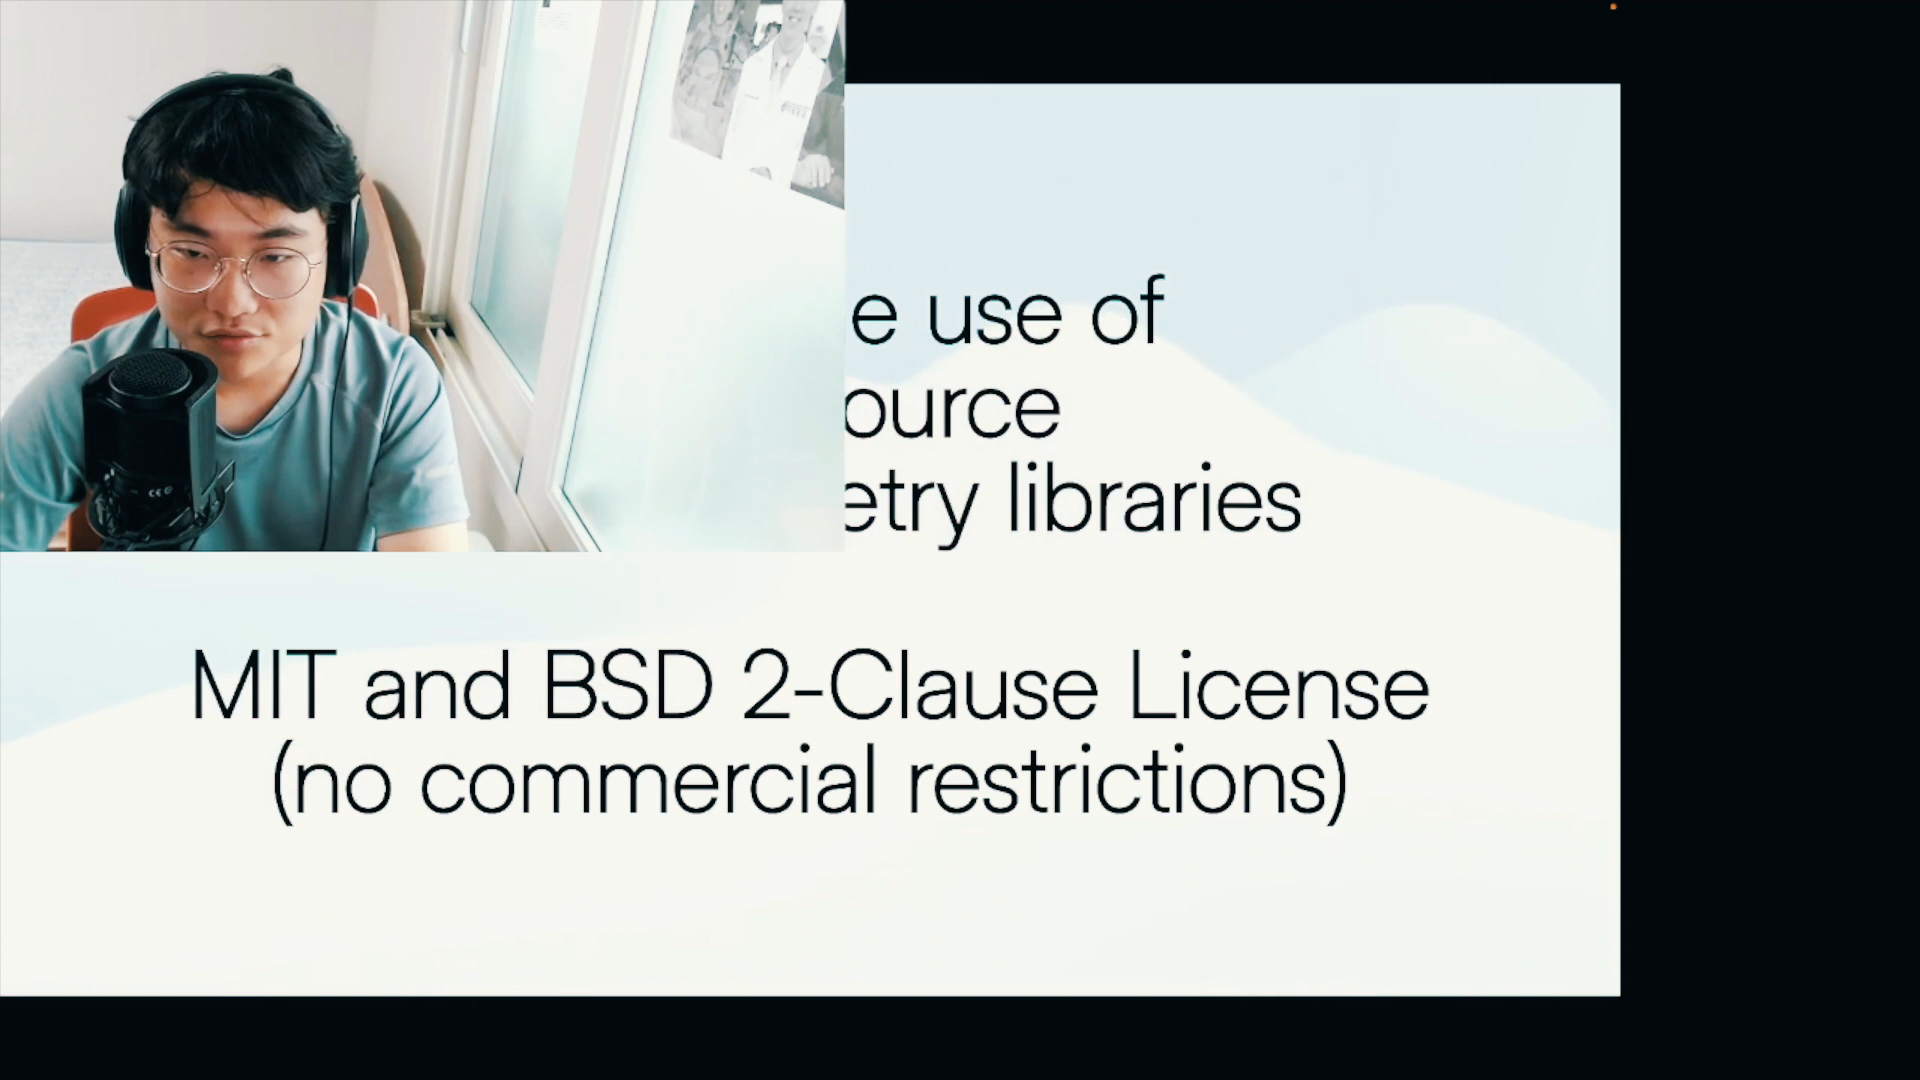 e use of
ource
etry libraries
MIT and BSD 2-Clause License
(no commercial restrictions)